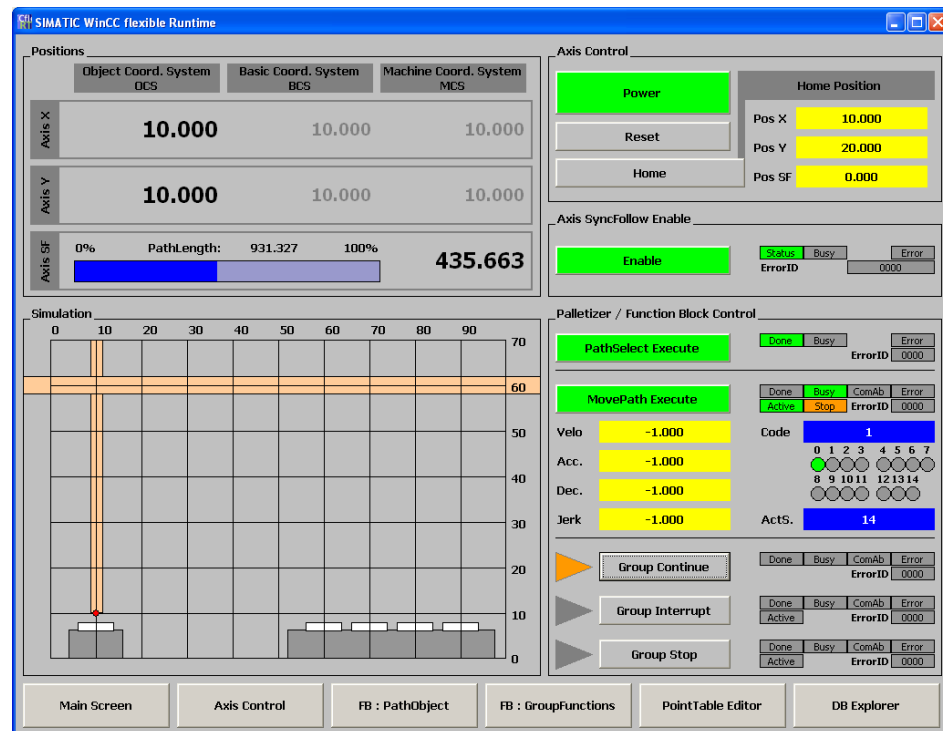 SIMATIC WinCC flexible Runtime
Positions
Object Coord. System OCS
Basic Coord. System BCS
Machine Coord. System MCS
Axis X
10.000 10.000 10.000
Axis Y
10.000 10.000 10.000
Axis SF
0% PathLength: 931.327 100%
435.663
Axis Control
Power
Reset
Home
Home Position
Pos X 10.000
Pos Y 20.000
Pos SF 0.000
Axis SyncFollow Enable
Enable
Status Busy Error
ErrorID 0000
Simulation
0 10 20 30 40 50 60 70 80 90
70
60
50
40
30
20
10
0
Palletizer / Function Block Control
PathSelect Execute
Done Busy Error
ErrorID 0000
MovePath Execute
Done Busy ComAb Error
Active Stop ErrorID 0000
Velo -1.000
Acc. -1.000
Dec. -1.000
Jerk -1.000
Code 1
0 1 2 3 4 5 6 7
8 9 10 11 12 13 14
ActS. 14
Group Continue
Done Busy ComAb Error
ErrorID 0000
Group Interrupt
Done Busy ComAb Error
Active ErrorID 0000
Group Stop
Done Busy ComAb Error
Active ErrorID 0000
Main Screen
Axis Control
FB : PathObject
FB : GroupFunctions
PointTable Editor
DB Explorer